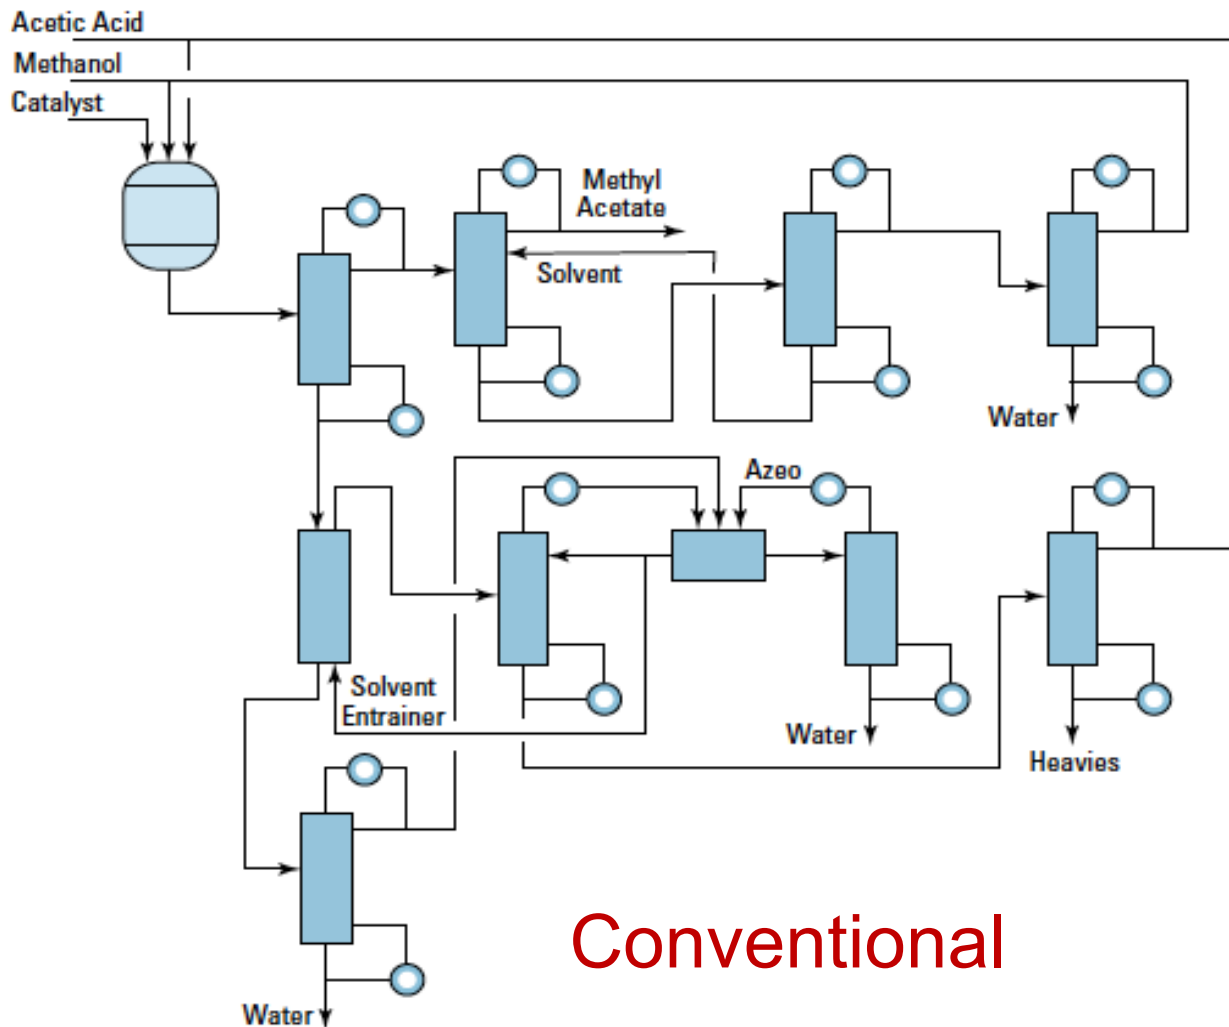 Acetic Acid
Methanol
Catalyst
Methyl
Acetate
Solvent
Water
Azeo
Solvent
Entrainer
Water
Heavies
Conventional
Water